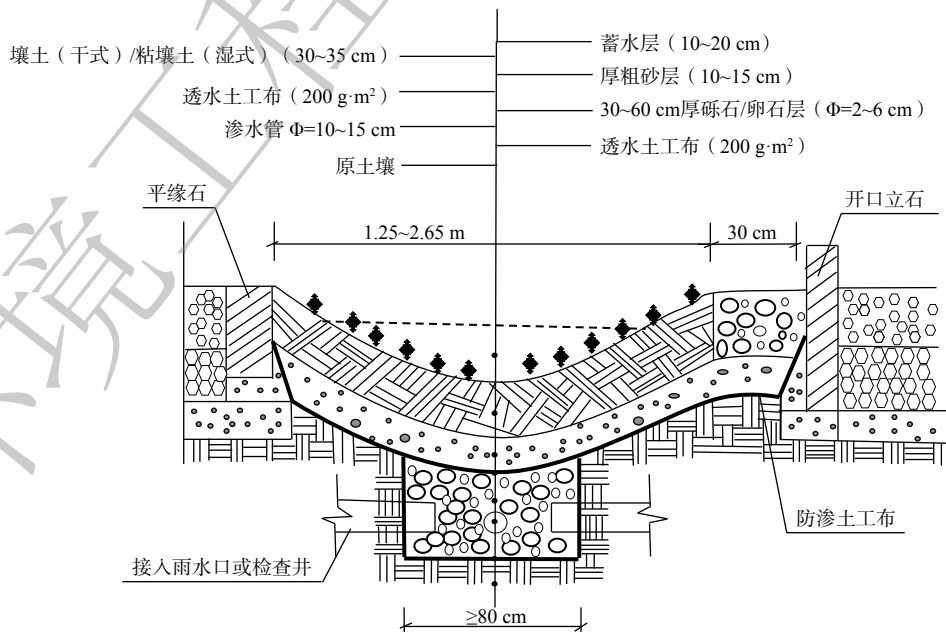 蓄水层（10~20 cm）
壤土（干式）/粘壤土（湿式）（30~35 cm）
厚粗砂层（10~15 cm）
透水土工布（200 g·m²）
30~60 cm厚砾石/卵石层（Φ=2~6 cm）
渗水管 Φ=10~15 cm
透水土工布（200 g·m²）
原土壤
平缘石
开口立石
1.25~2.65 m
30 cm
防渗土工布
接入雨水口或检查井
≥80 cm
境工程